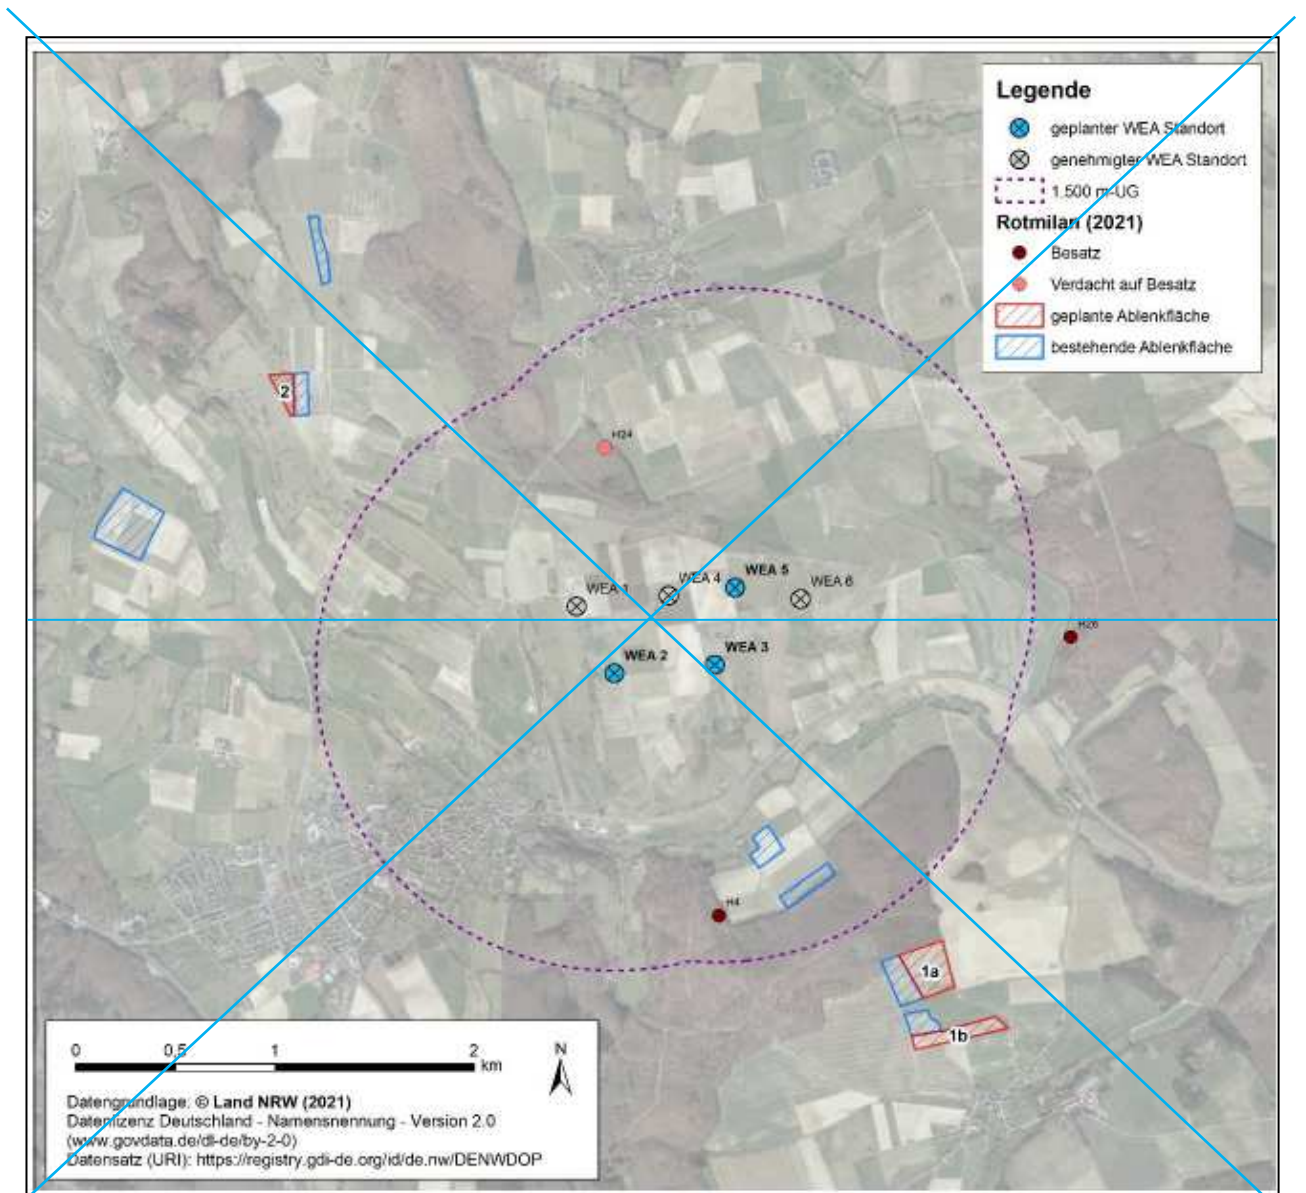 Legende
geplanter WEA Standort
genehmigter WEA Standort
1.500 m-UG
Rotmilan (2021)
Besatz
Verdacht auf Besatz
geplante Ablenkfläche
bestehende Ablenkfläche
2
H24
WEA 1
WEA 4
WEA 5
WEA 6
H26
WEA 2
WEA 3
H4
1a
1b
0 0,5 1 2
km
N
Datengrundlage: © Land NRW (2021)
Datenlizenz Deutschland - Namensnennung - Version 2.0
(www.govdata.de/dl-de/by-2-0)
Datensatz (URI): https://registry.gdi-de.org/id/de.nw/DENWDOP